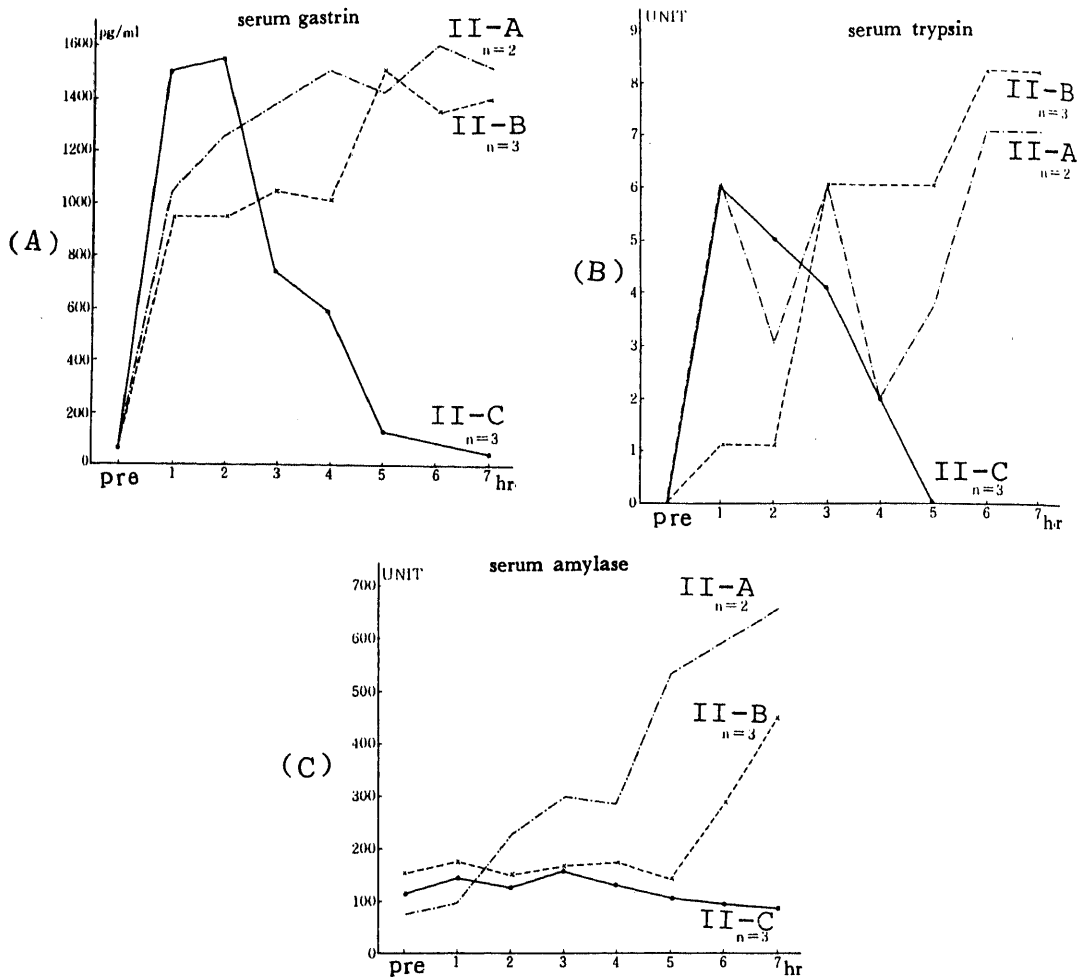 serum gastrin
pg/ml
1600
1400
1200
1000
800
600
400
200
0
(A)
II-A
n=2
II-B
n=3
II-C
n=3
pre 1 2 3 4 5 6 7 hr.
serum trypsin
UNIT
9
8
7
6
5
4
3
2
1
0
(B)
II-B
n=3
II-A
n=2
II-C
n=3
pre 1 2 3 4 5 6 7 hr
serum amylase
UNIT
700
600
500
400
300
200
100
0
(C)
II-A
n=2
II-B
n=3
II-C
n=3
pre 1 2 3 4 5 6 7 hr